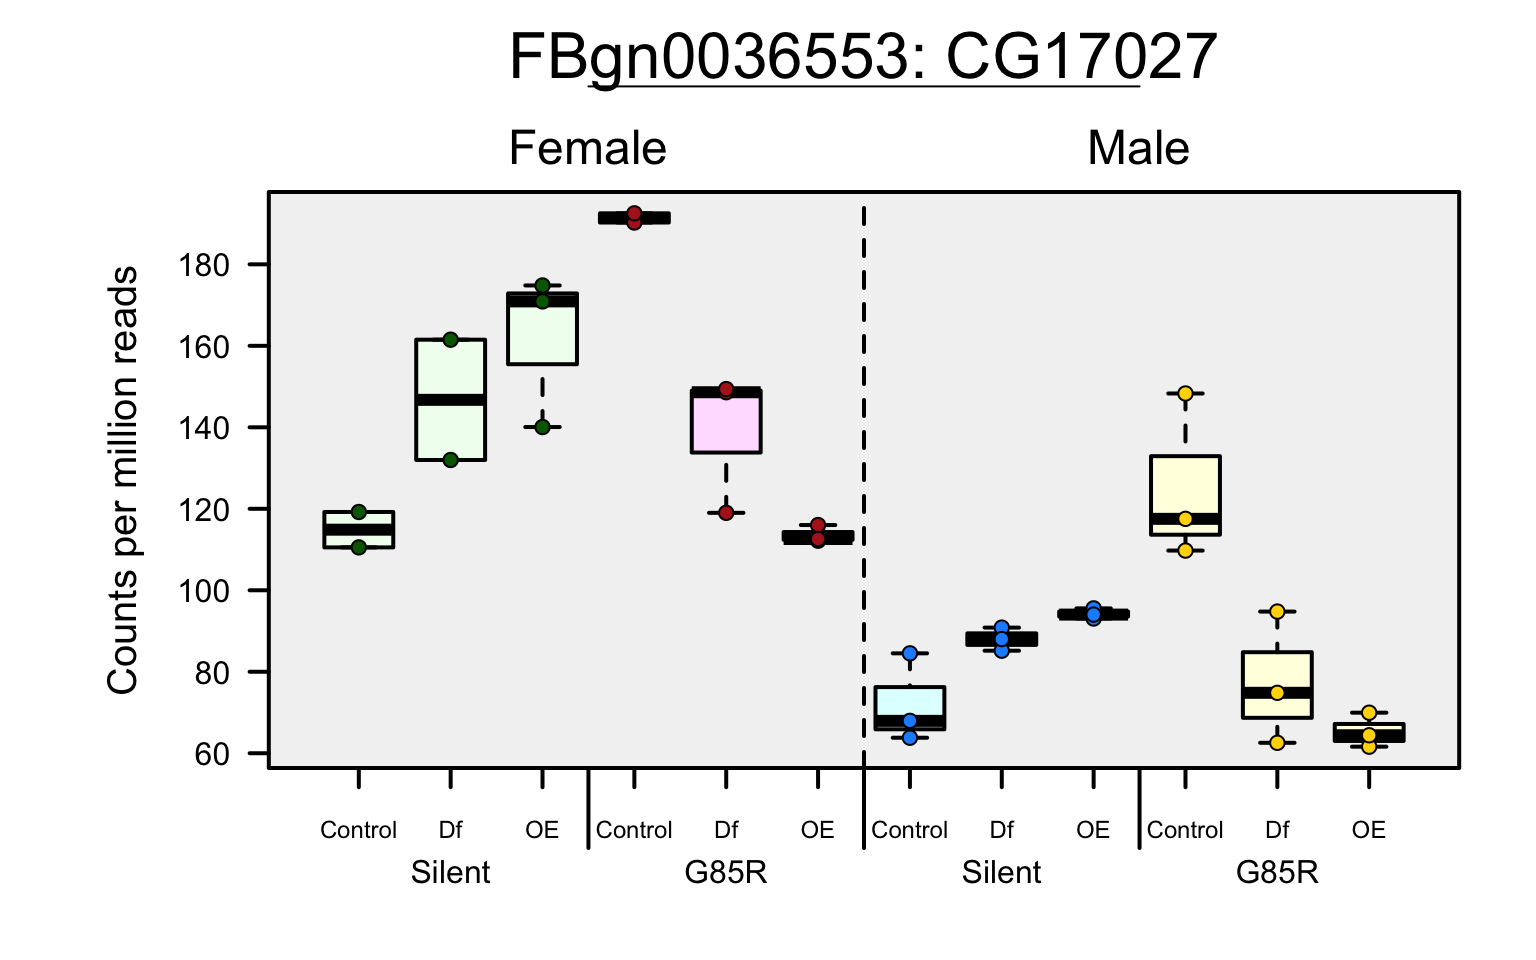 FBgn0036553: CG17027
Female Male
Counts per million reads
180
160
140
120
100
80
60
Control Df OE Control Df OE Control Df OE Control Df OE
Silent G85R Silent G85R